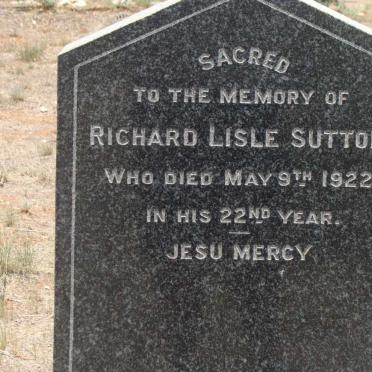 SACRED
TO THE MEMORY OF
RICHARD LISLE SUTTO
WHO DIED MAY 9TH 1922
IN HIS 22ND YEAR.
JESU MERCY